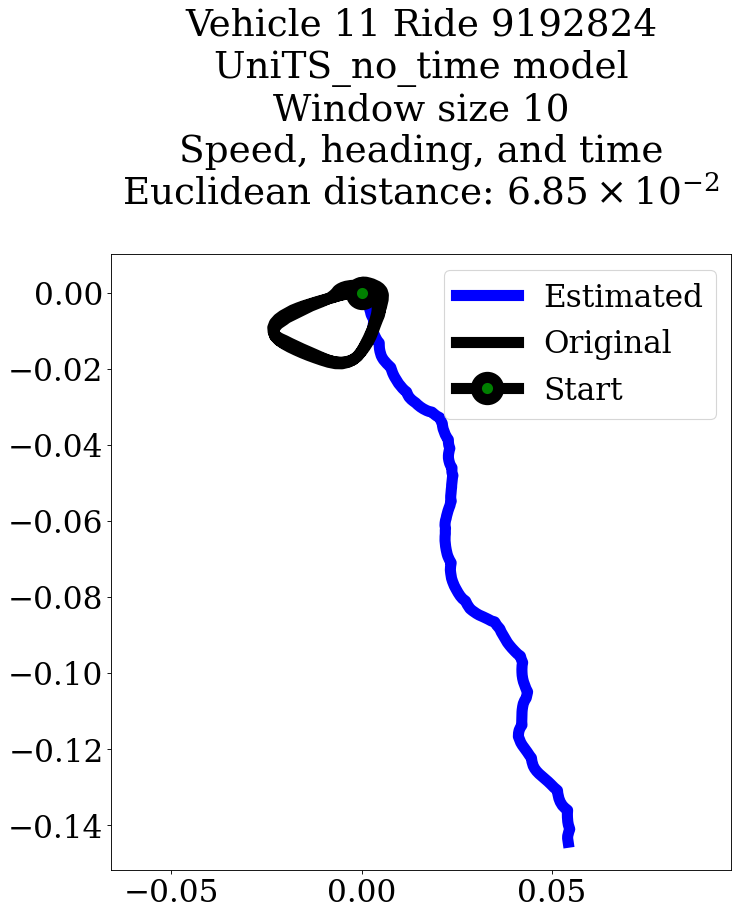 Vehicle 11 Ride 9192824
UniTS_no_time model
Window size 10
Speed, heading, and time
Euclidean distance: 6.85 × 10⁻²
Estimated
Original
Start
0.00
−0.02
−0.04
−0.06
−0.08
−0.10
−0.12
−0.14
−0.05
0.00
0.05